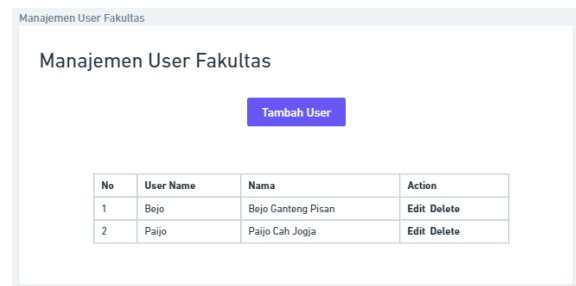 Manajemen User Fakultas
Manajemen User Fakultas
Tambah User
No User Name Nama Action
1 Bejo Bejo Ganteng Pisan Edit Delete
2 Paijo Paijo Cah Jogja Edit Delete